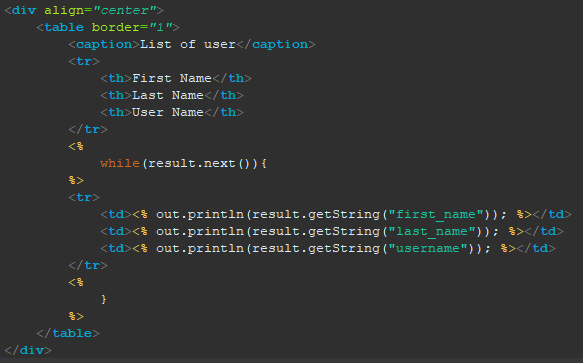 <div align="center">
    <table border="1">
        <caption>List of user</caption>
        <tr>
            <th>First Name</th>
            <th>Last Name</th>
            <th>User Name</th>
        </tr>
        <%
            while(result.next()){
        %>
        <tr>
            <td><% out.println(result.getString("first_name")); %></td>
            <td><% out.println(result.getString("last_name")); %></td>
            <td><% out.println(result.getString("username")); %></td>
        </tr>
        <%
            }
        %>
    </table>
</div>